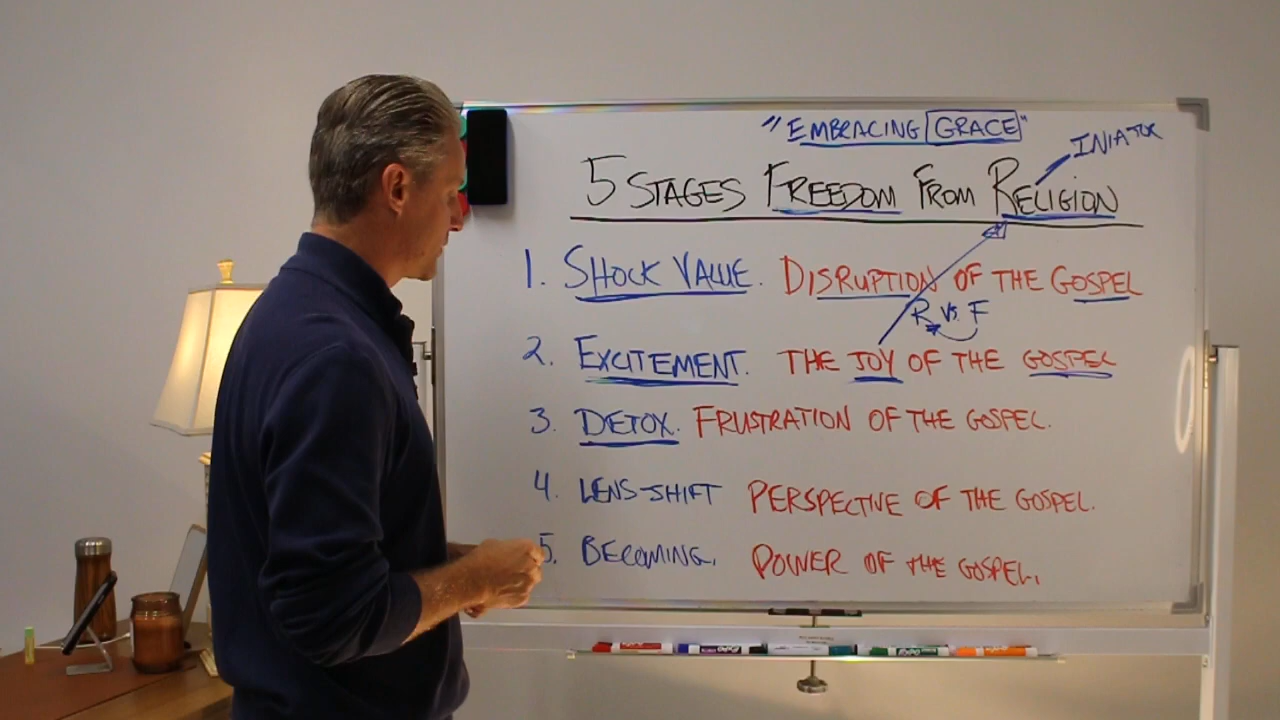 "EMBRACING GRACE"
INIATOR
5 STAGES FREEDOM FROM RELIGION
1. SHOCK VALUE. DISRUPTION OF THE GOSPEL
R VS. F
2. EXCITEMENT. THE JOY OF THE GOSPEL
3. DETOX. FRUSTRATION OF THE GOSPEL.
4. LENS-SHIFT PERSPECTIVE OF THE GOSPEL.
5. BECOMING. POWER OF THE GOSPEL.